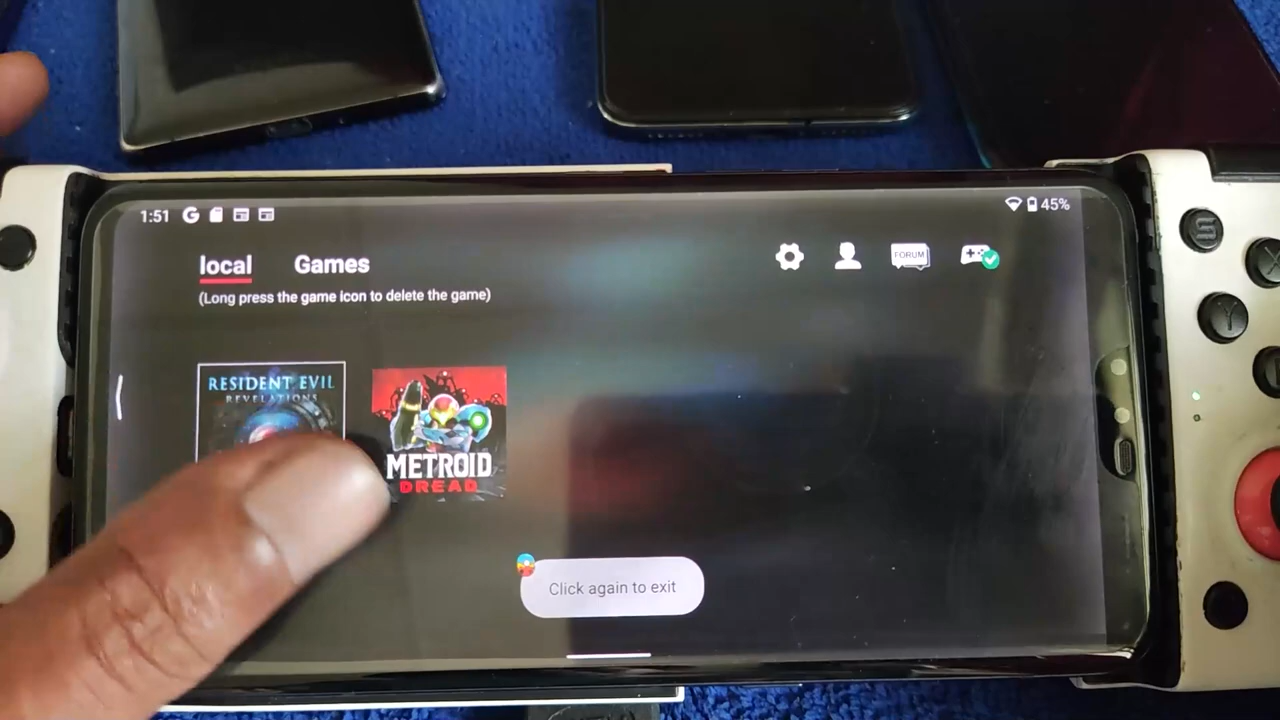 1:51 G
45%
local Games
FORUM
(Long press the game icon to delete the game)
RESIDENT EVIL
REVELATIONS
METROID
DREAD
Click again to exit
S
X
Y